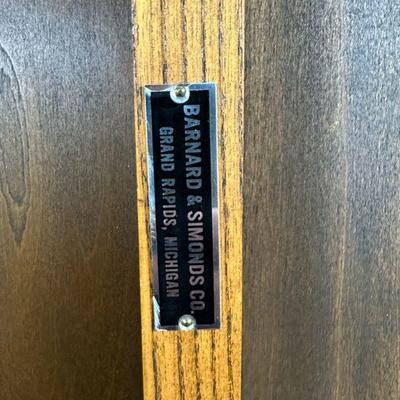 BARNARD & SIMONDS CO.
GRAND RAPIDS, MICHIGAN